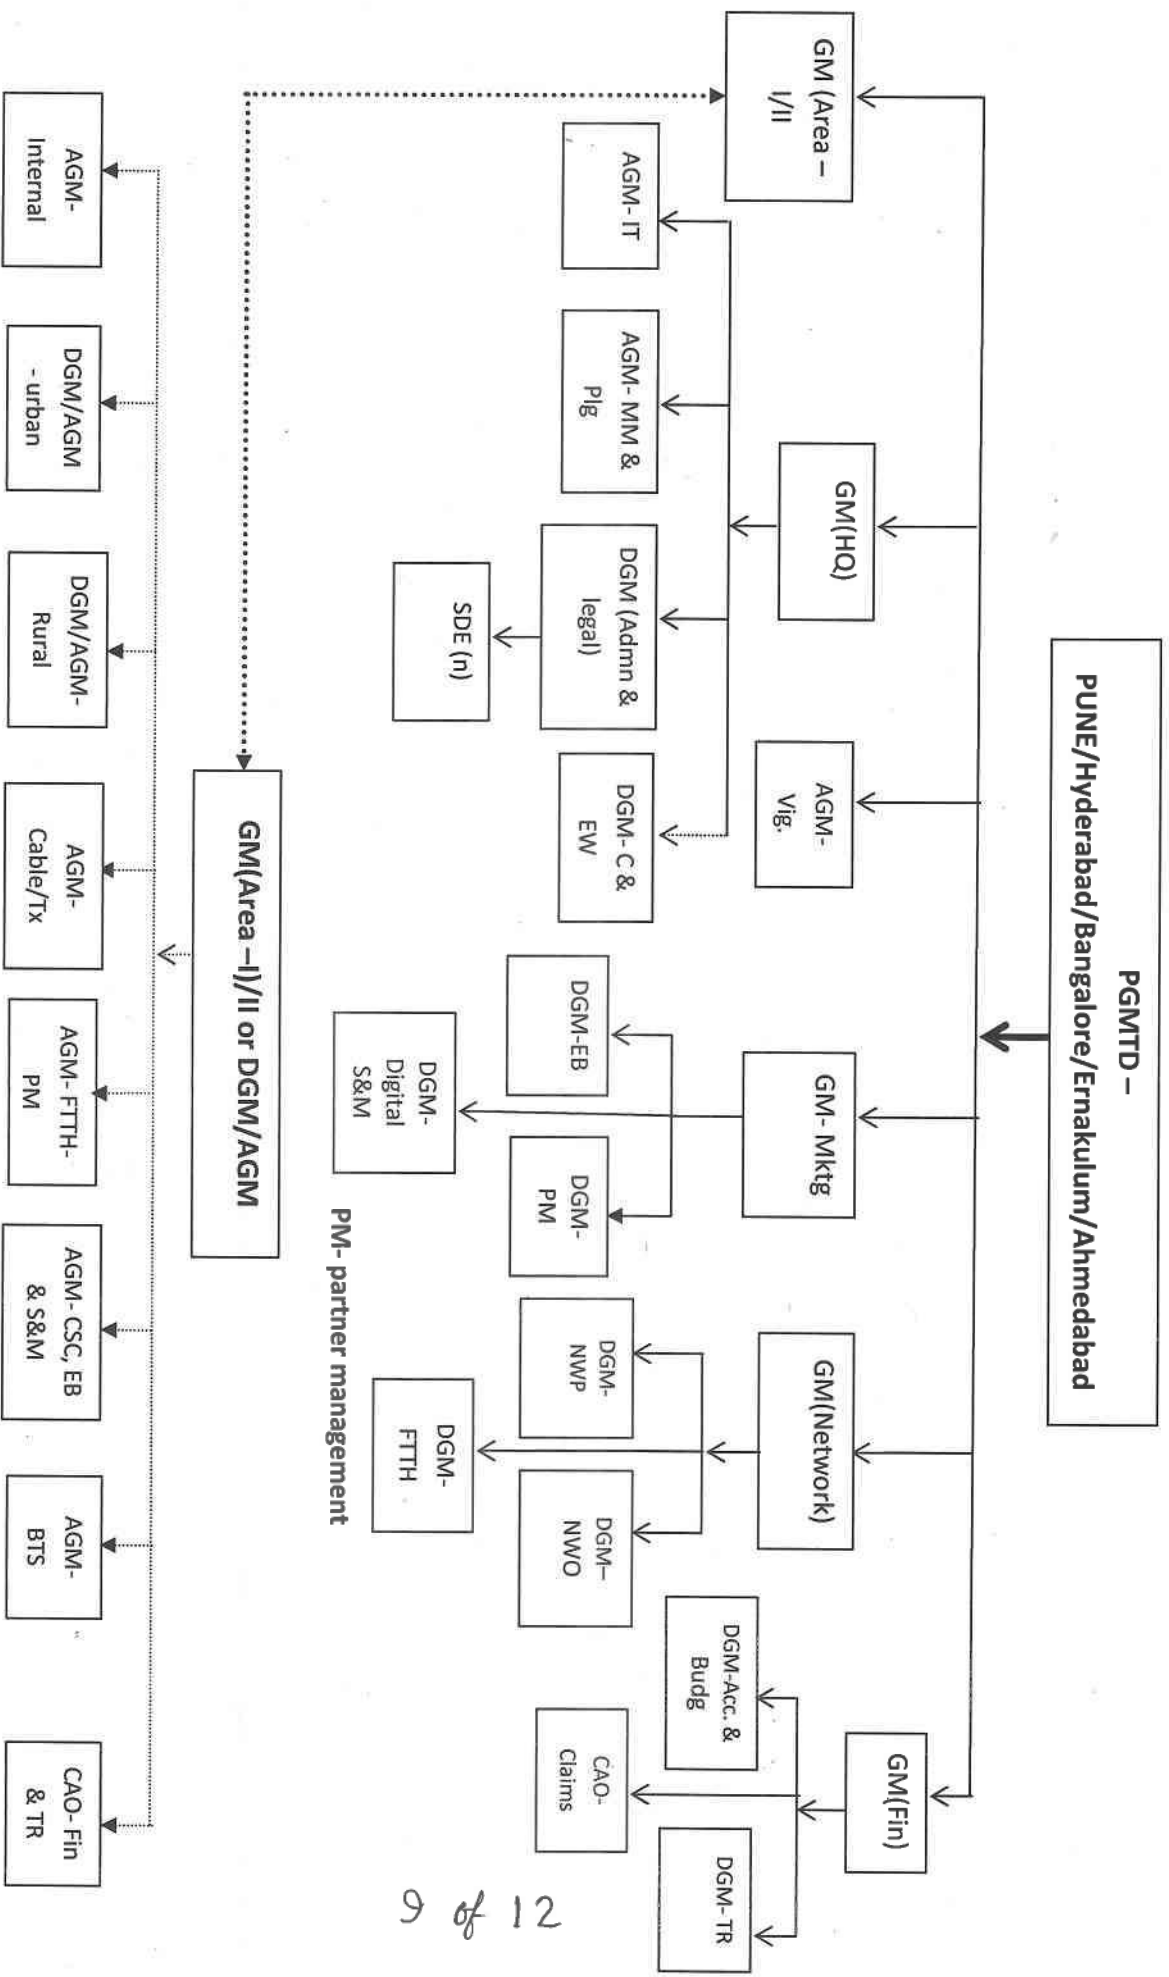 PGMTD –
PUNE/Hyderabad/Bangalore/Ernakulum/Ahmedabad
GM (Area –
I/II
GM(HQ)
AGM-
Vig.
GM- Mktg
GM(Network)
GM(Fin)
AGM- IT
AGM- MM &
Plg
DGM (Admn &
legal)
DGM- C &
EW
SDE (n)
DGM-EB
DGM-
PM
DGM-
Digital
S&M
DGM-
NWP
DGM–
NWO
DGM-
FTTH
DGM-Acc. &
Budg
DGM- TR
CAO-
Claims
PM- partner management
GM(Area –I)/II or DGM/AGM
AGM-
Internal
DGM/AGM
- urban
DGM/AGM-
Rural
AGM-
Cable/Tx
AGM- FTTH-
PM
AGM- CSC, EB
& S&M
AGM-
BTS
CAO- Fin
& TR
9 of 12